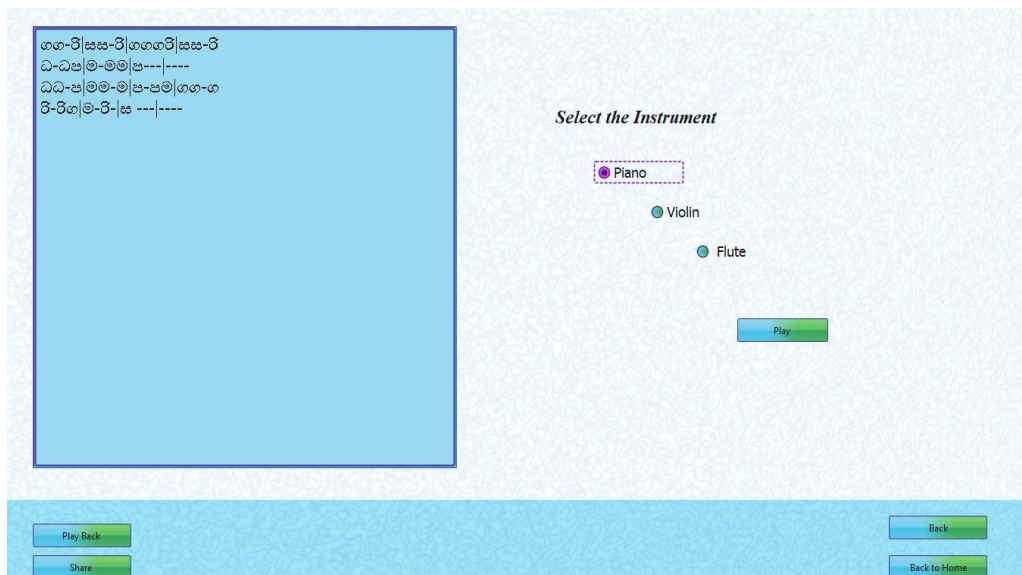 ගග-රි|සස-රි|ගගගරි|සස-රි
ධ-ධප|ම-මම|ප---|----
ධධ-ප|මම-ම|ප-පම|ගග-ග
රි-රිග|ම-රි-|ස ---|----
Select the Instrument
Piano
Violin
Flute
Play
Play Back
Back
Share
Back to Home